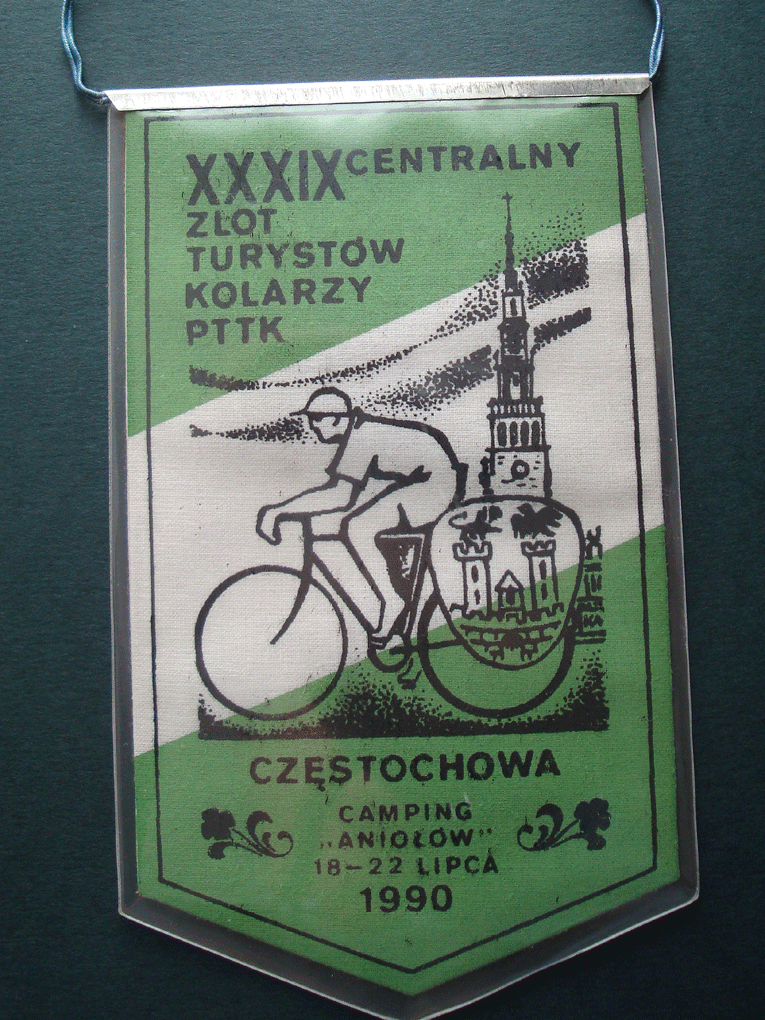 XXXIX CENTRALNY
ZLOT
TURYSTÓW
KOLARZY
PTTK
CZĘSTOCHOWA
CAMPING
„ANIOŁÓW”
18–22 LIPCA
1990